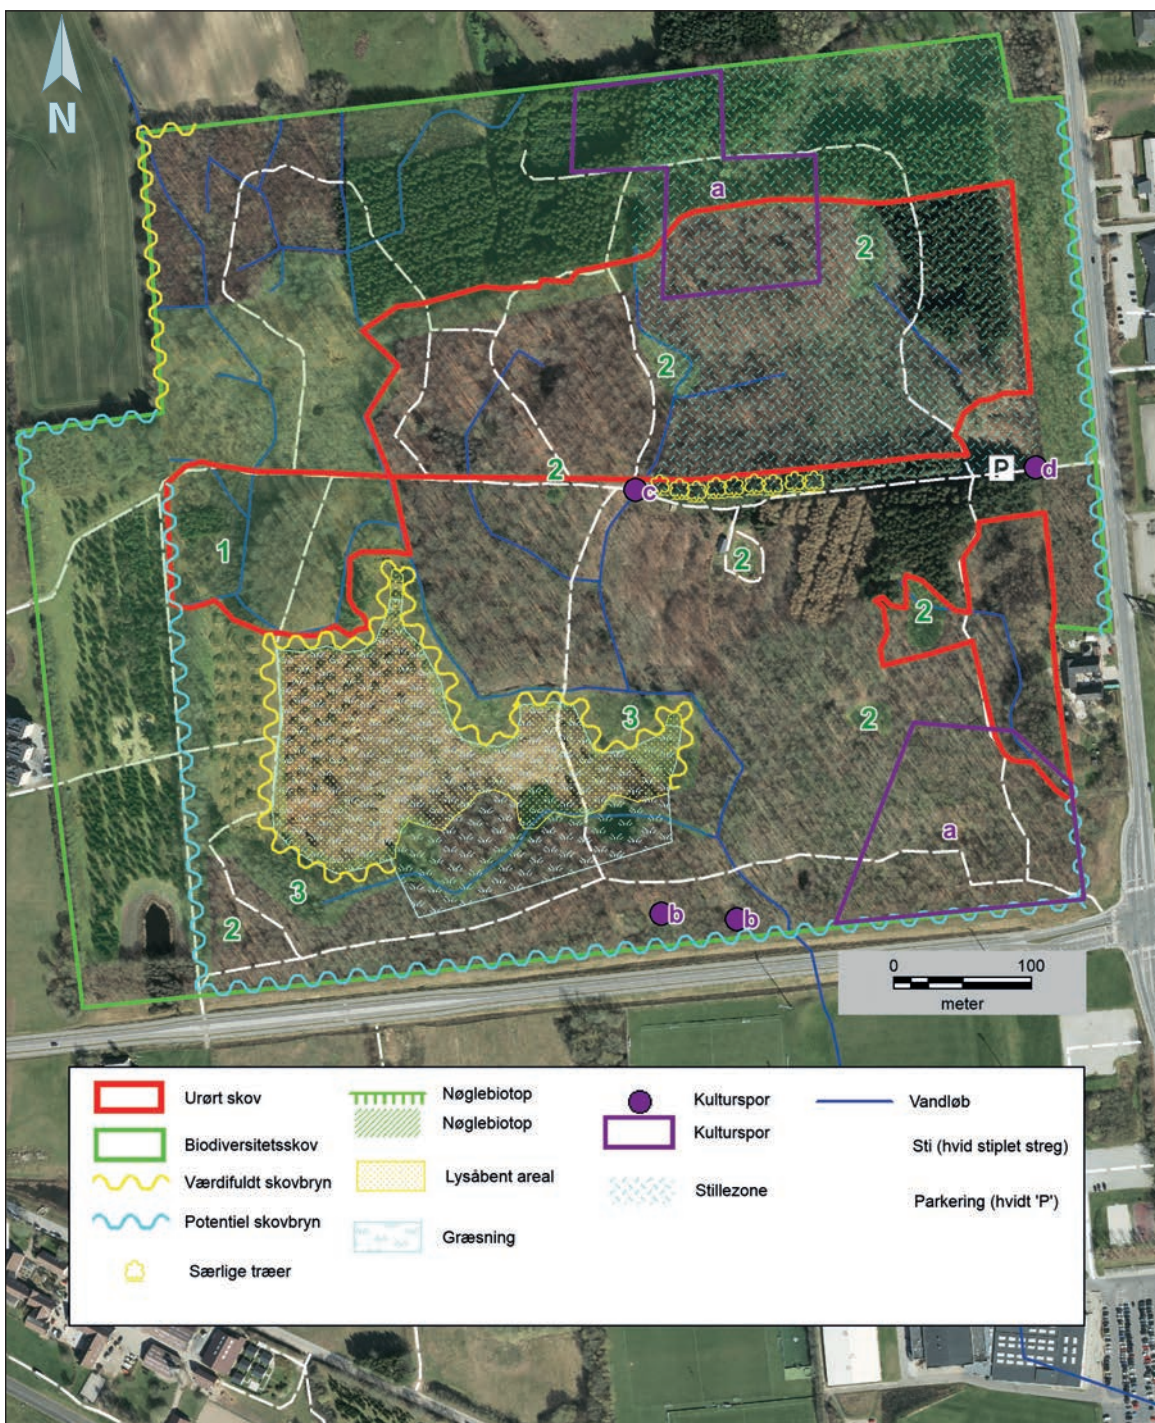 N
a
2
2
2
c
P
d
1
2
2
3
2
a
3
2
b
b
0 100
meter
Urørt skov
Biodiversitetsskov
Værdifuldt skovbryn
Potentiel skovbryn
Særlige træer
Nøglebiotop
Nøglebiotop
Lysåbent areal
Græsning
Kulturspor
Kulturspor
Stillezone
Vandløb
Sti (hvid stiplet streg)
Parkering (hvidt 'P')